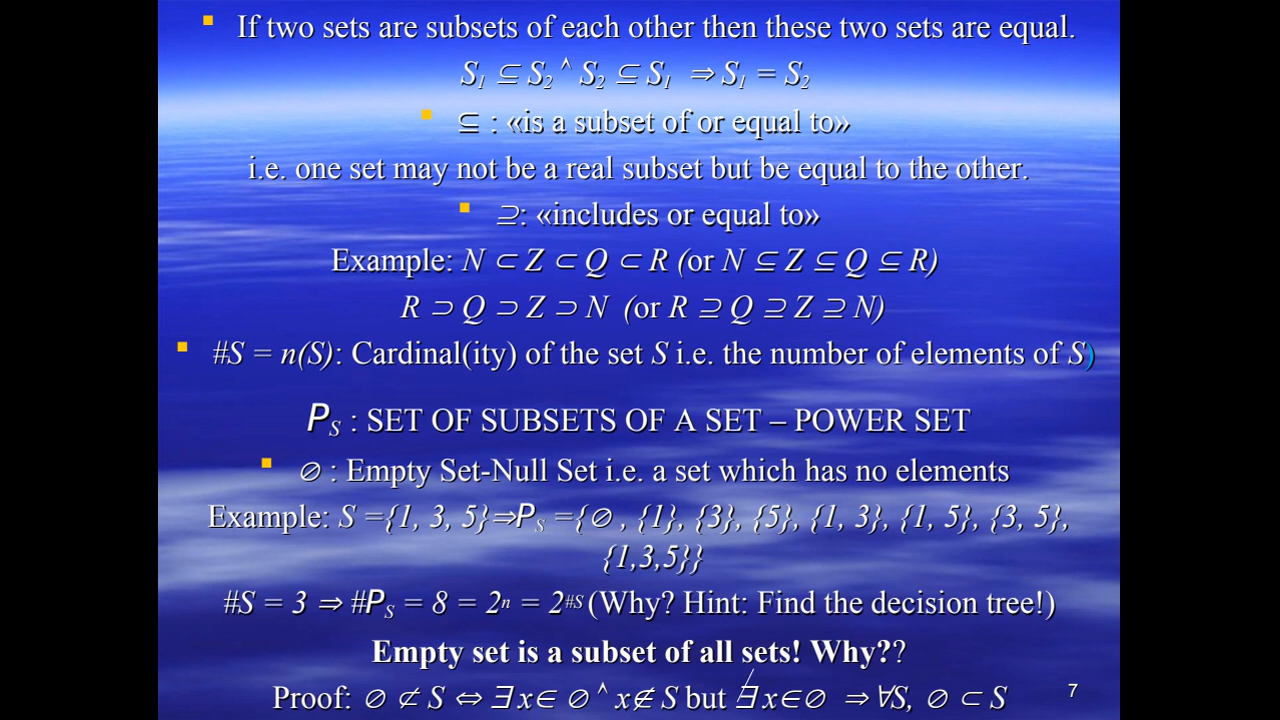 ▪ If two sets are subsets of each other then these two sets are equal.
S₁ ⊆ S₂ ^ S₂ ⊆ S₁ ⇒ S₁ = S₂
▪ ⊆ : «is a subset of or equal to»
i.e. one set may not be a real subset but be equal to the other.
▪ ⊇: «includes or equal to»
Example: N ⊂ Z ⊂ Q ⊂ R (or N ⊆ Z ⊆ Q ⊆ R)
R ⊃ Q ⊃ Z ⊃ N (or R ⊇ Q ⊇ Z ⊇ N)
▪ #S = n(S): Cardinal(ity) of the set S i.e. the number of elements of S)
P_S : SET OF SUBSETS OF A SET – POWER SET
▪ ∅ : Empty Set-Null Set i.e. a set which has no elements
Example: S ={1, 3, 5}⇒P_S ={∅ , {1}, {3}, {5}, {1, 3}, {1, 5}, {3, 5},
{1,3,5}}
#S = 3 ⇒ #P_S = 8 = 2ⁿ = 2^#S (Why? Hint: Find the decision tree!)
Empty set is a subset of all sets! Why??
Proof: ∅ ⊄ S ⇔ ∃ x∈ ∅ ^ x∉ S but ∄ x∈∅ ⇒ ∀S, ∅ ⊂ S
7